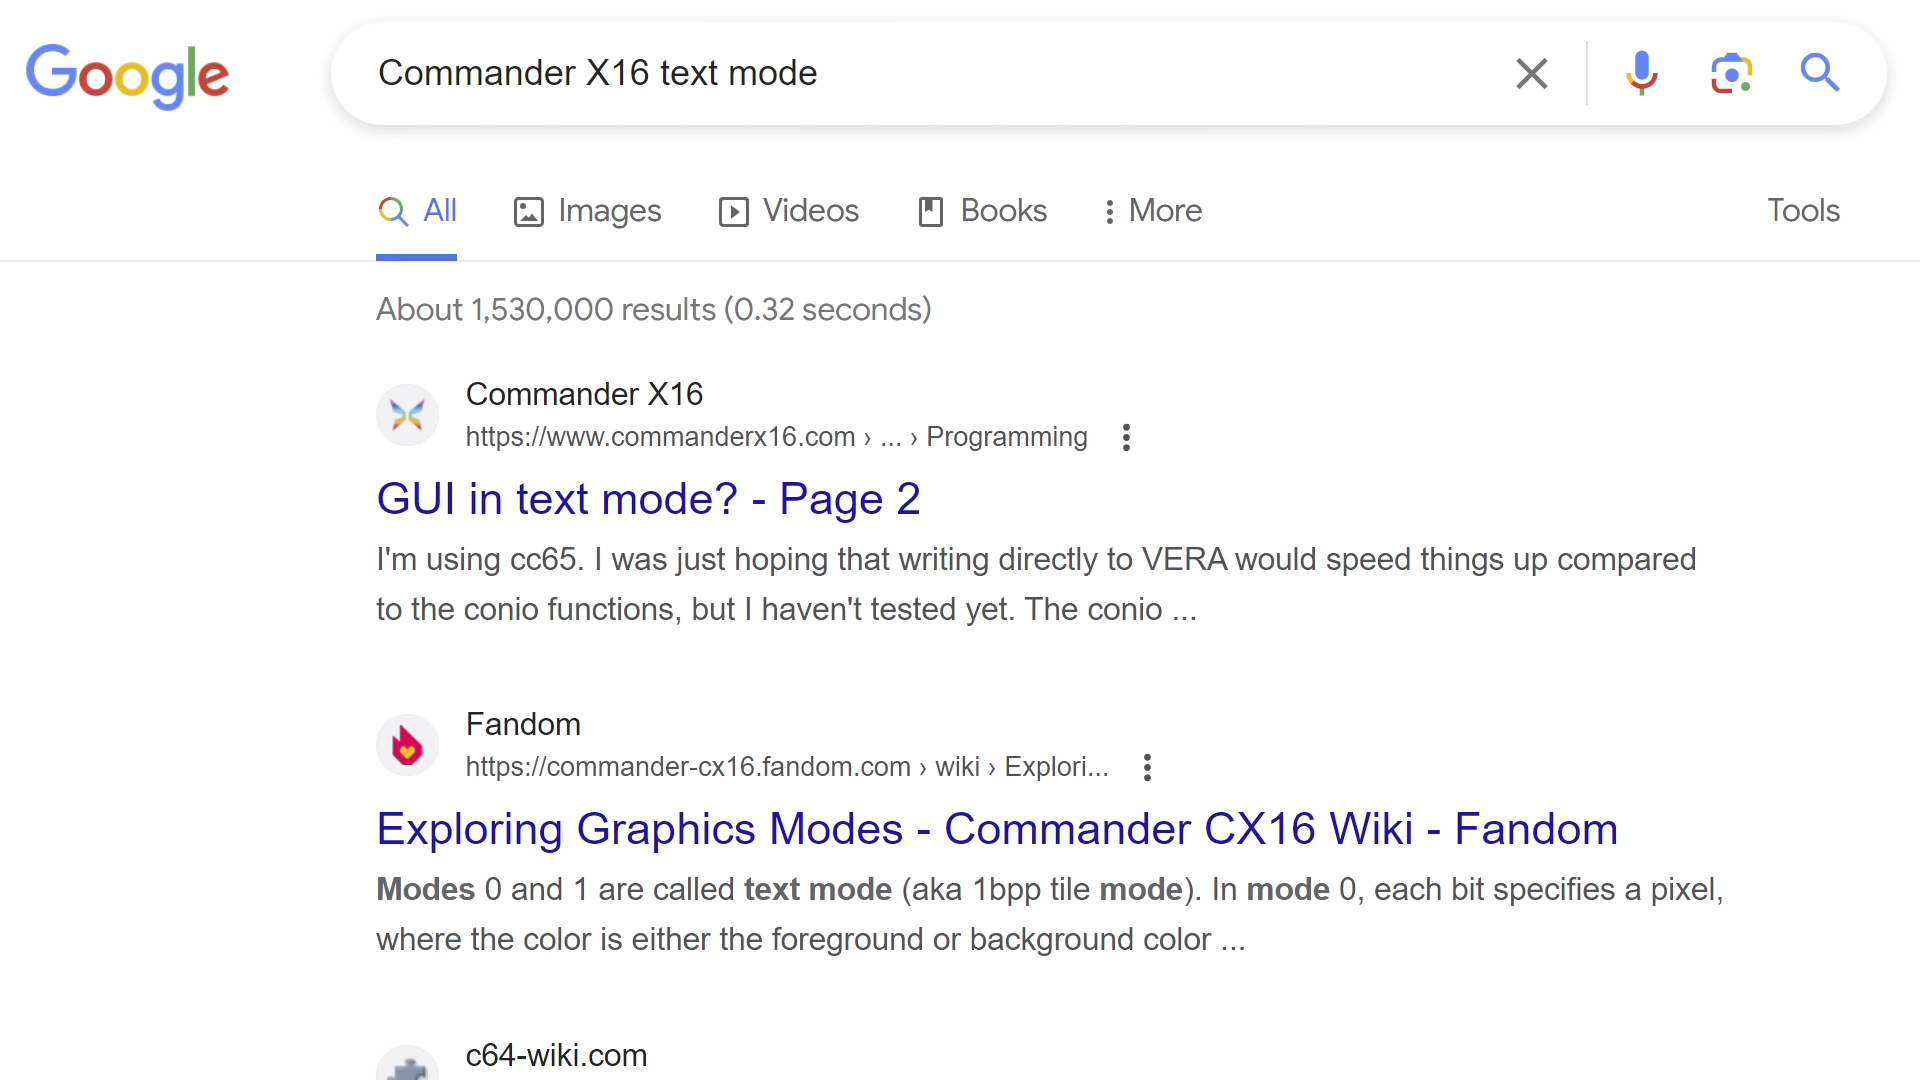 Google
Commander X16 text mode
All Images Videos Books More Tools
About 1,530,000 results (0.32 seconds)
Commander X16
https://www.commanderx16.com › ... › Programming
GUI in text mode? - Page 2
I'm using cc65. I was just hoping that writing directly to VERA would speed things up compared
to the conio functions, but I haven't tested yet. The conio ...
Fandom
https://commander-cx16.fandom.com › wiki › Explori...
Exploring Graphics Modes - Commander CX16 Wiki - Fandom
Modes 0 and 1 are called text mode (aka 1bpp tile mode). In mode 0, each bit specifies a pixel,
where the color is either the foreground or background color ...
c64-wiki.com